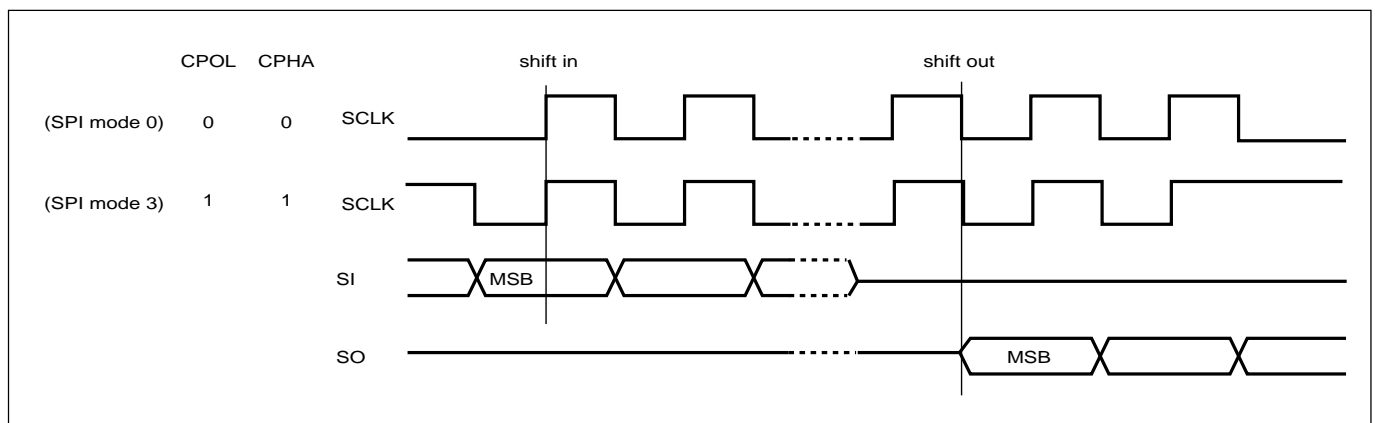 CPOL CPHA shift in shift out
(SPI mode 0) 0 0 SCLK
(SPI mode 3) 1 1 SCLK
SI MSB
SO MSB